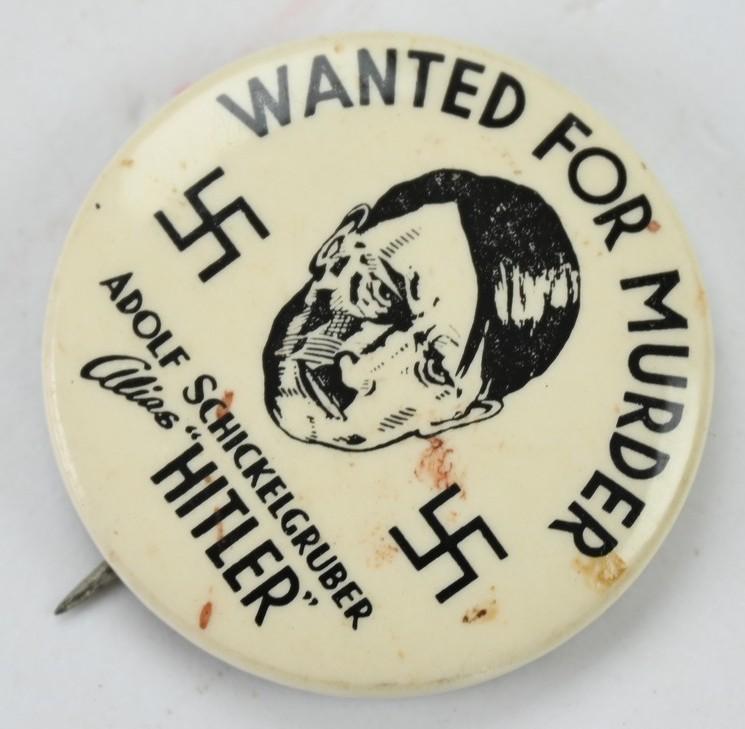 WANTED FOR MURDER
ADOLF SCHICKELGRUBER
Alias
"HITLER"